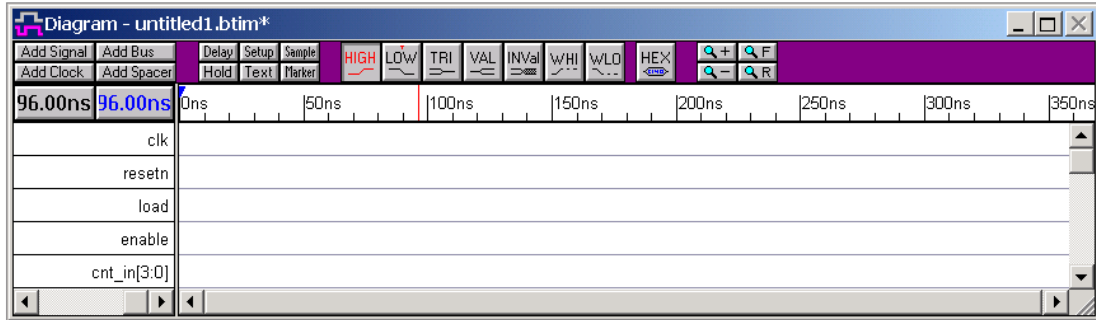 Diagram - untitled1.btim*
Add Signal Add Bus Delay Setup Sample HIGH LOW TRI VAL INVal WHI WLO HEX + F
Add Clock Add Spacer Hold Text Marker - R
96.00ns 96.00ns 0ns 50ns 100ns 150ns 200ns 250ns 300ns 350ns
clk
resetn
load
enable
cnt_in[3:0]